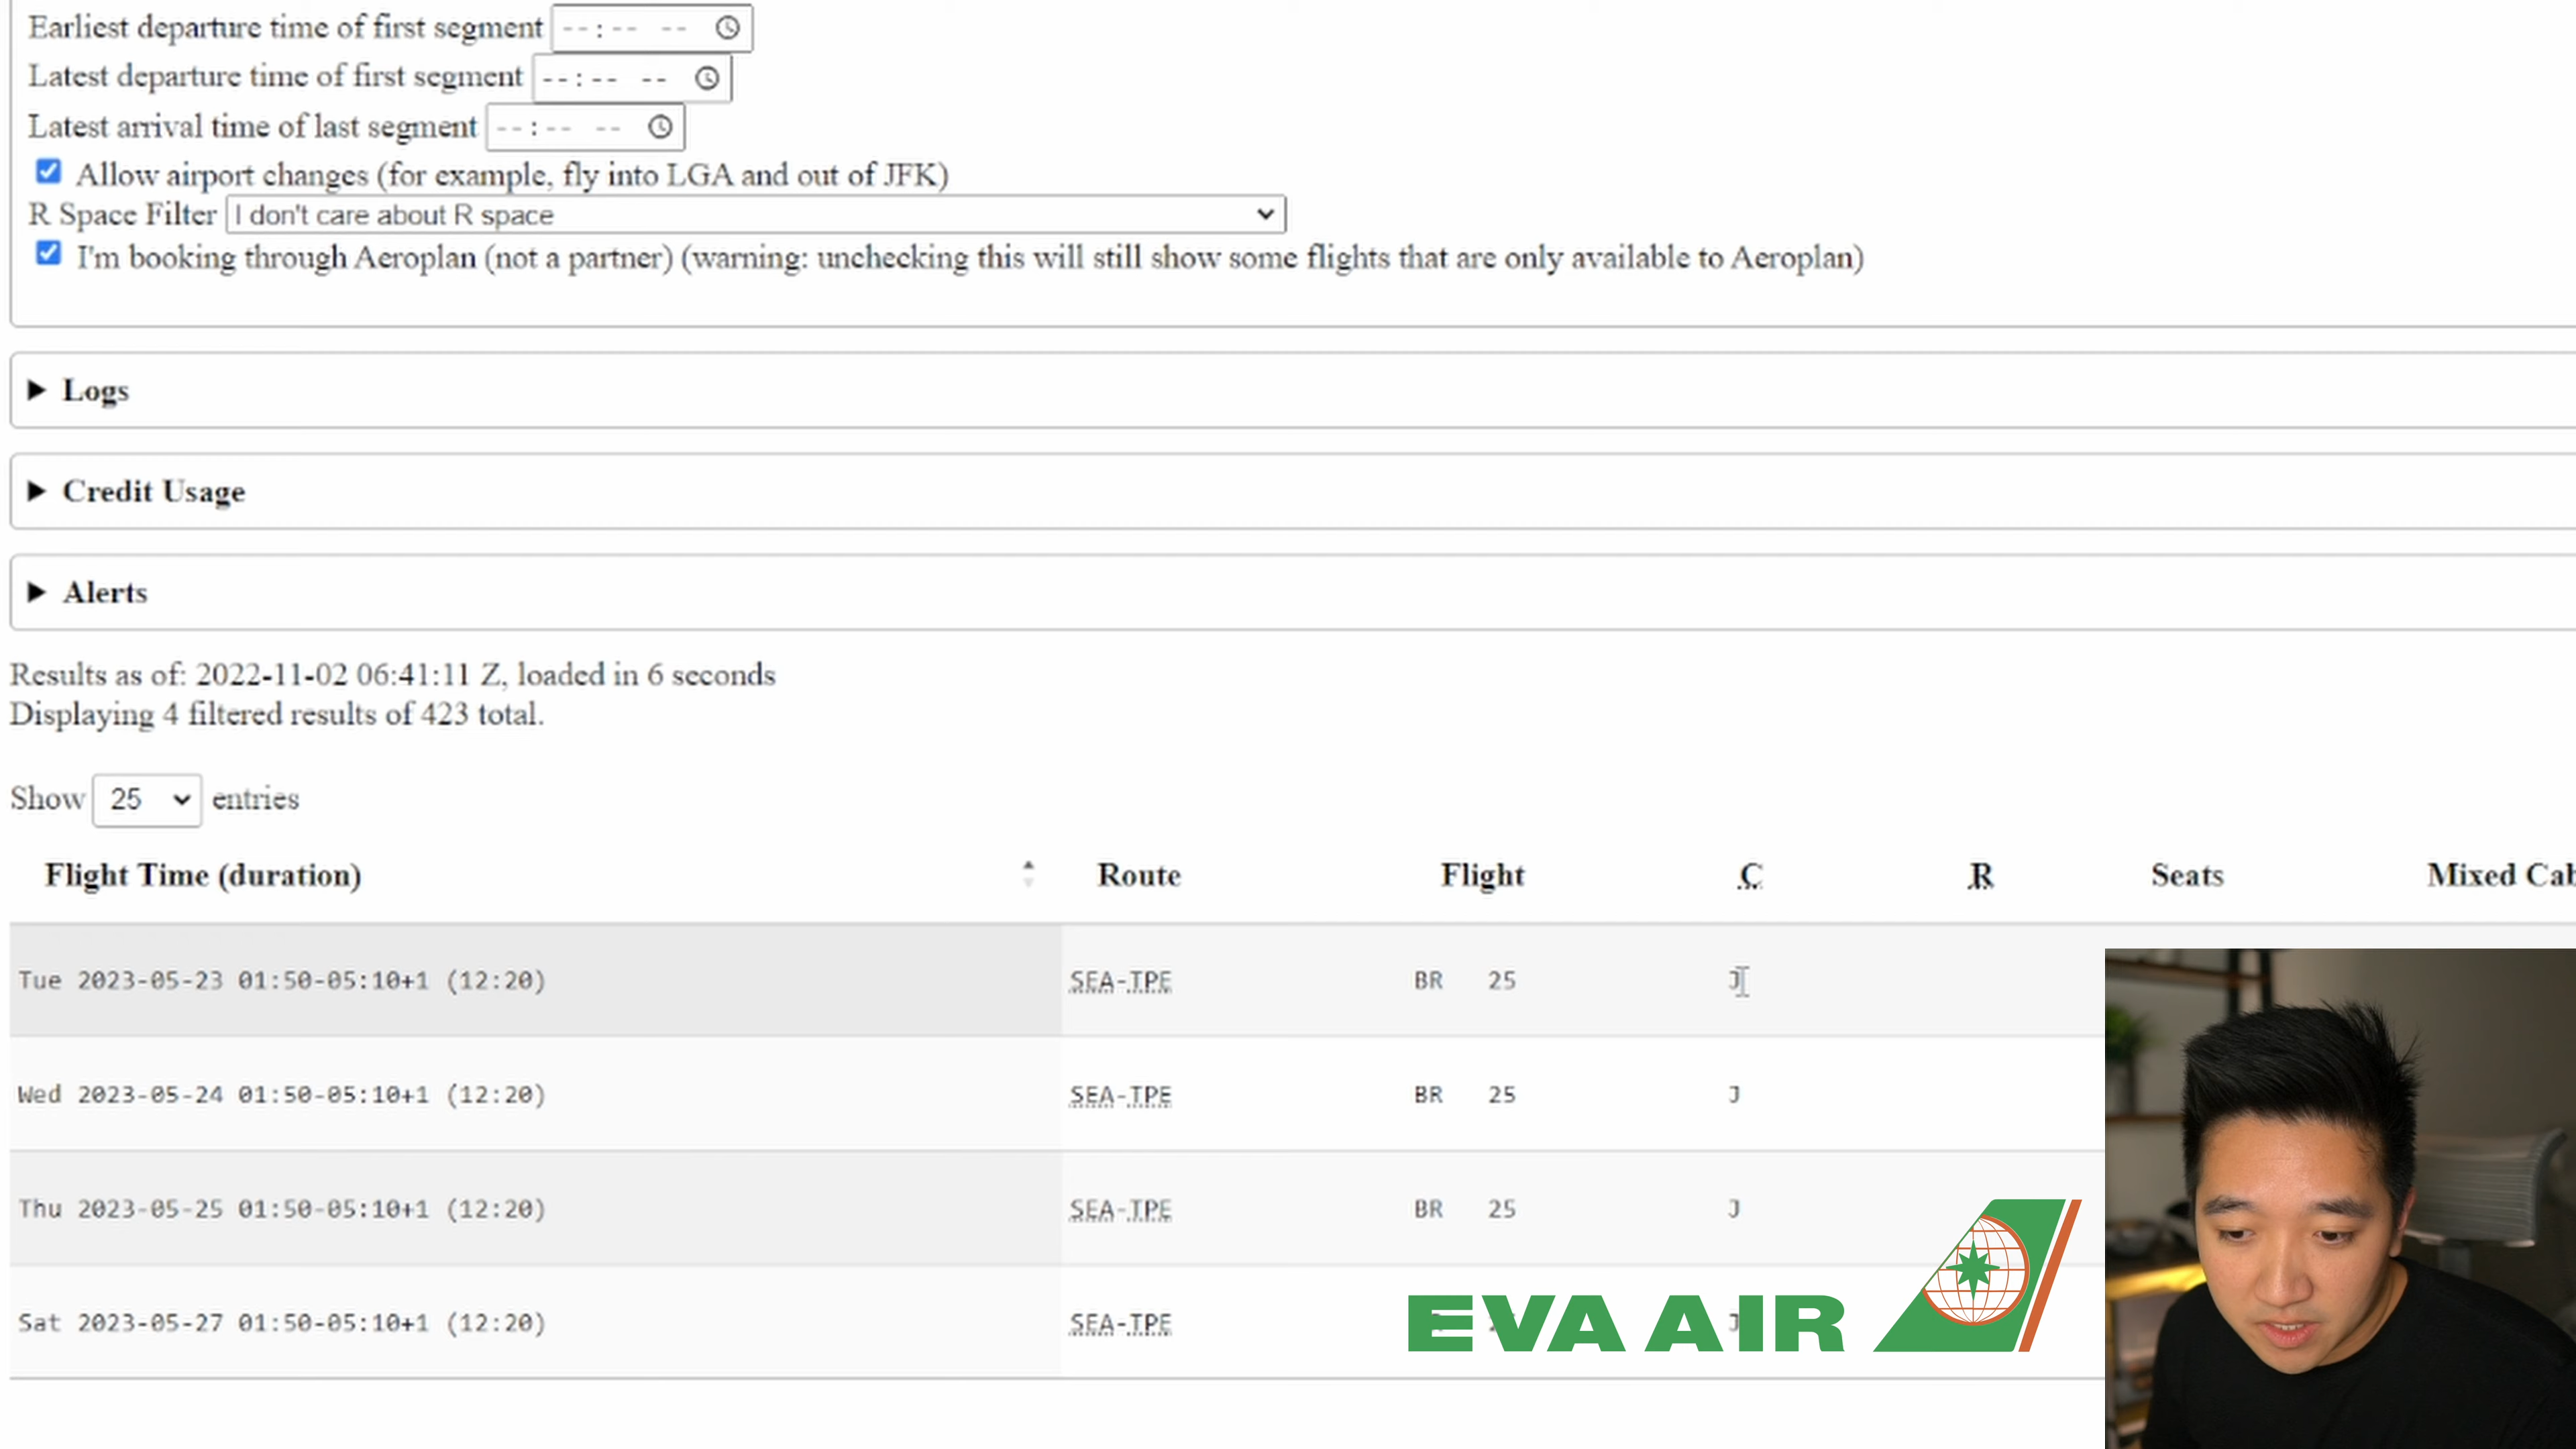 Earliest departure time of first segment --:-- --
Latest departure time of first segment --:-- --
Latest arrival time of last segment --:-- --
Allow airport changes (for example, fly into LGA and out of JFK)
R Space Filter I don't care about R space
I'm booking through Aeroplan (not a partner) (warning: unchecking this will still show some flights that are only available to Aeroplan)
Logs
Credit Usage
Alerts
Results as of: 2022-11-02 06:41:11 Z, loaded in 6 seconds
Displaying 4 filtered results of 423 total.
Show 25 entries
Flight Time (duration) Route Flight C R Seats Mixed Cab
Tue 2023-05-23 01:50-05:10+1 (12:20) SEA-TPE BR 25 J
Wed 2023-05-24 01:50-05:10+1 (12:20) SEA-TPE BR 25 J
Thu 2023-05-25 01:50-05:10+1 (12:20) SEA-TPE BR 25 J
Sat 2023-05-27 01:50-05:10+1 (12:20) SEA-TPE J
EVA AIR